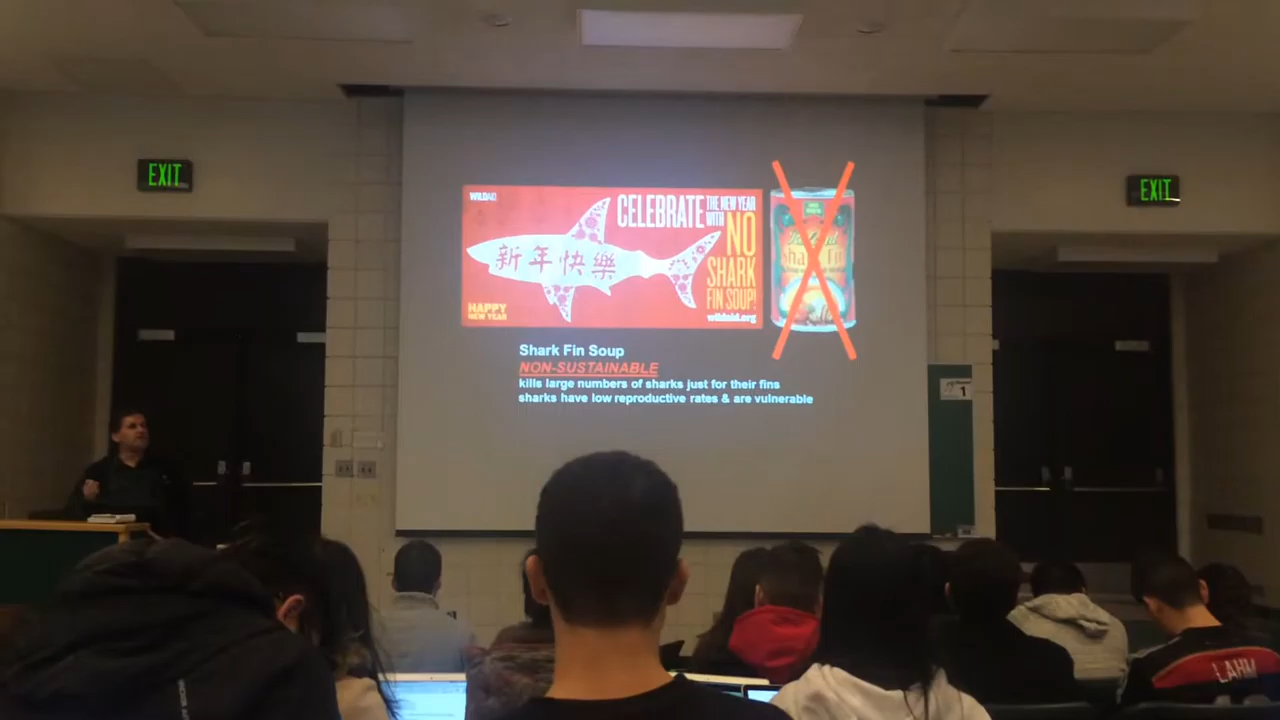 EXIT
EXIT
WILDAID
CELEBRATE
THE NEW YEAR
WITH
NO
SHARK
FIN SOUP!
wildaid.org
新年快樂
HAPPY
NEW YEAR
Shark Fin Soup
NON-SUSTAINABLE
kills large numbers of sharks just for their fins
sharks have low reproductive rates & are vulnerable
1
LAHM